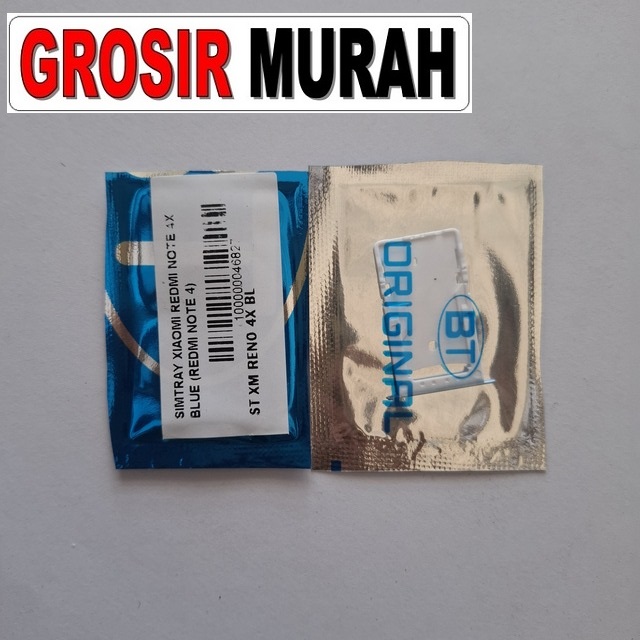 GROSIR MURAH
SIMTRAY XIAOMI REDMI NOTE 4X
BLUE (REDMI NOTE 4)
100000004682
ST XM RENO 4X BL
ORIGINAL
BT